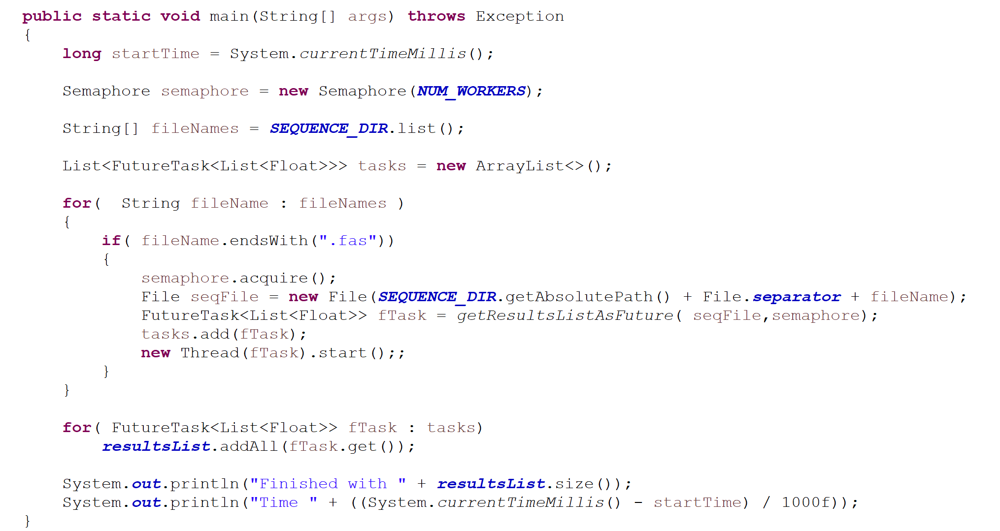 public static void main(String[] args) throws Exception
{
    long startTime = System.currentTimeMillis();

    Semaphore semaphore = new Semaphore(NUM_WORKERS);

    String[] fileNames = SEQUENCE_DIR.list();

    List<FutureTask<List<Float>>> tasks = new ArrayList<>();

    for(  String fileName : fileNames )
    {
        if( fileName.endsWith(".fas"))
        {
            semaphore.acquire();
            File seqFile = new File(SEQUENCE_DIR.getAbsolutePath() + File.separator + fileName);
            FutureTask<List<Float>> fTask = getResultsListAsFuture( seqFile,semaphore);
            tasks.add(fTask);
            new Thread(fTask).start();;
        }
    }

    for( FutureTask<List<Float>> fTask : tasks)
        resultsList.addAll(fTask.get());

    System.out.println("Finished with " + resultsList.size());
    System.out.println("Time " + ((System.currentTimeMillis() - startTime) / 1000f));
}